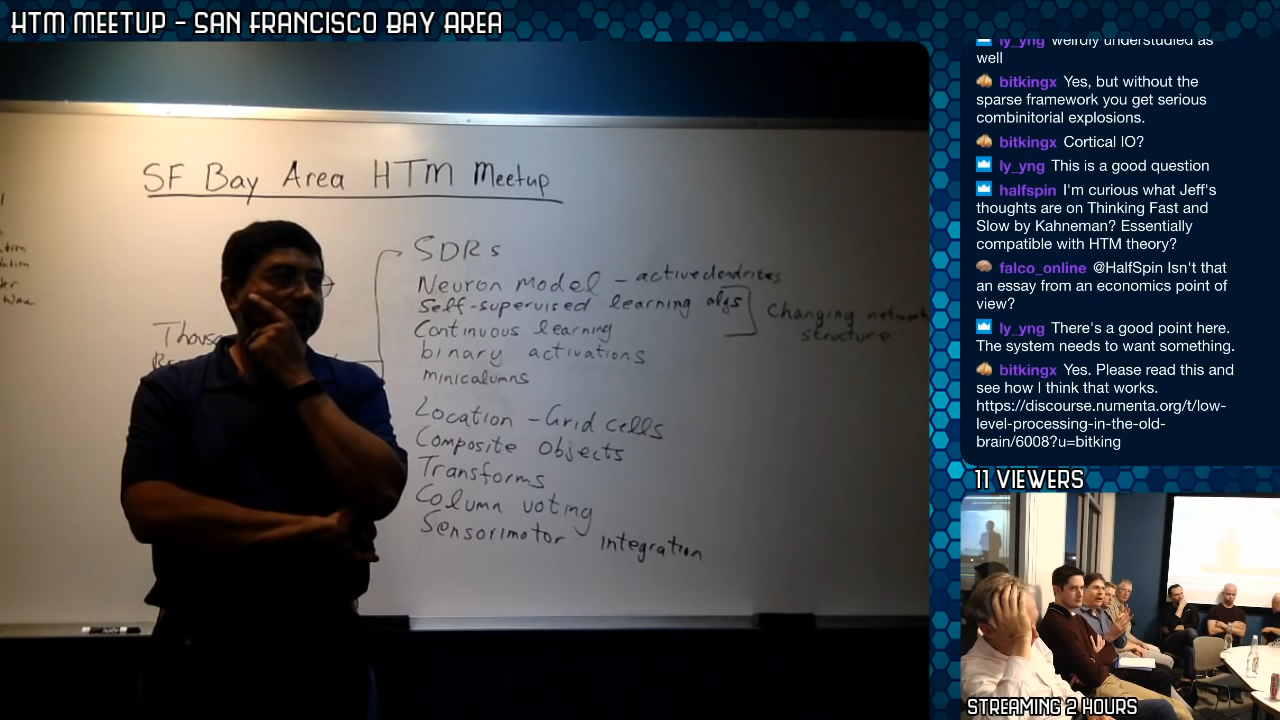 HTM MEETUP - SAN FRANCISCO BAY AREA
SF Bay Area HTM Meetup
SDRs
Neuron model - active dendrites
Self-supervised learning algs
Continuous learning
Changing network
structure
binary activations
minicolumns
Location - Grid cells
Composite Objects
Transforms
Column voting
Sensorimotor integration
ly_yng weirdly understudied as
well
bitkingx Yes, but without the
sparse framework you get serious
combinitorial explosions.
bitkingx Cortical IO?
ly_yng This is a good question
halfspin I'm curious what Jeff's
thoughts are on Thinking Fast and
Slow by Kahneman? Essentially
compatible with HTM theory?
falco_online @HalfSpin Isn't that
an essay from an economics point of
view?
ly_yng There's a good point here.
The system needs to want something.
bitkingx Yes. Please read this and
see how I think that works.
https://discourse.numenta.org/t/low-
level-processing-in-the-old-
brain/6008?u=bitking
11 VIEWERS
STREAMING 2 HOURS